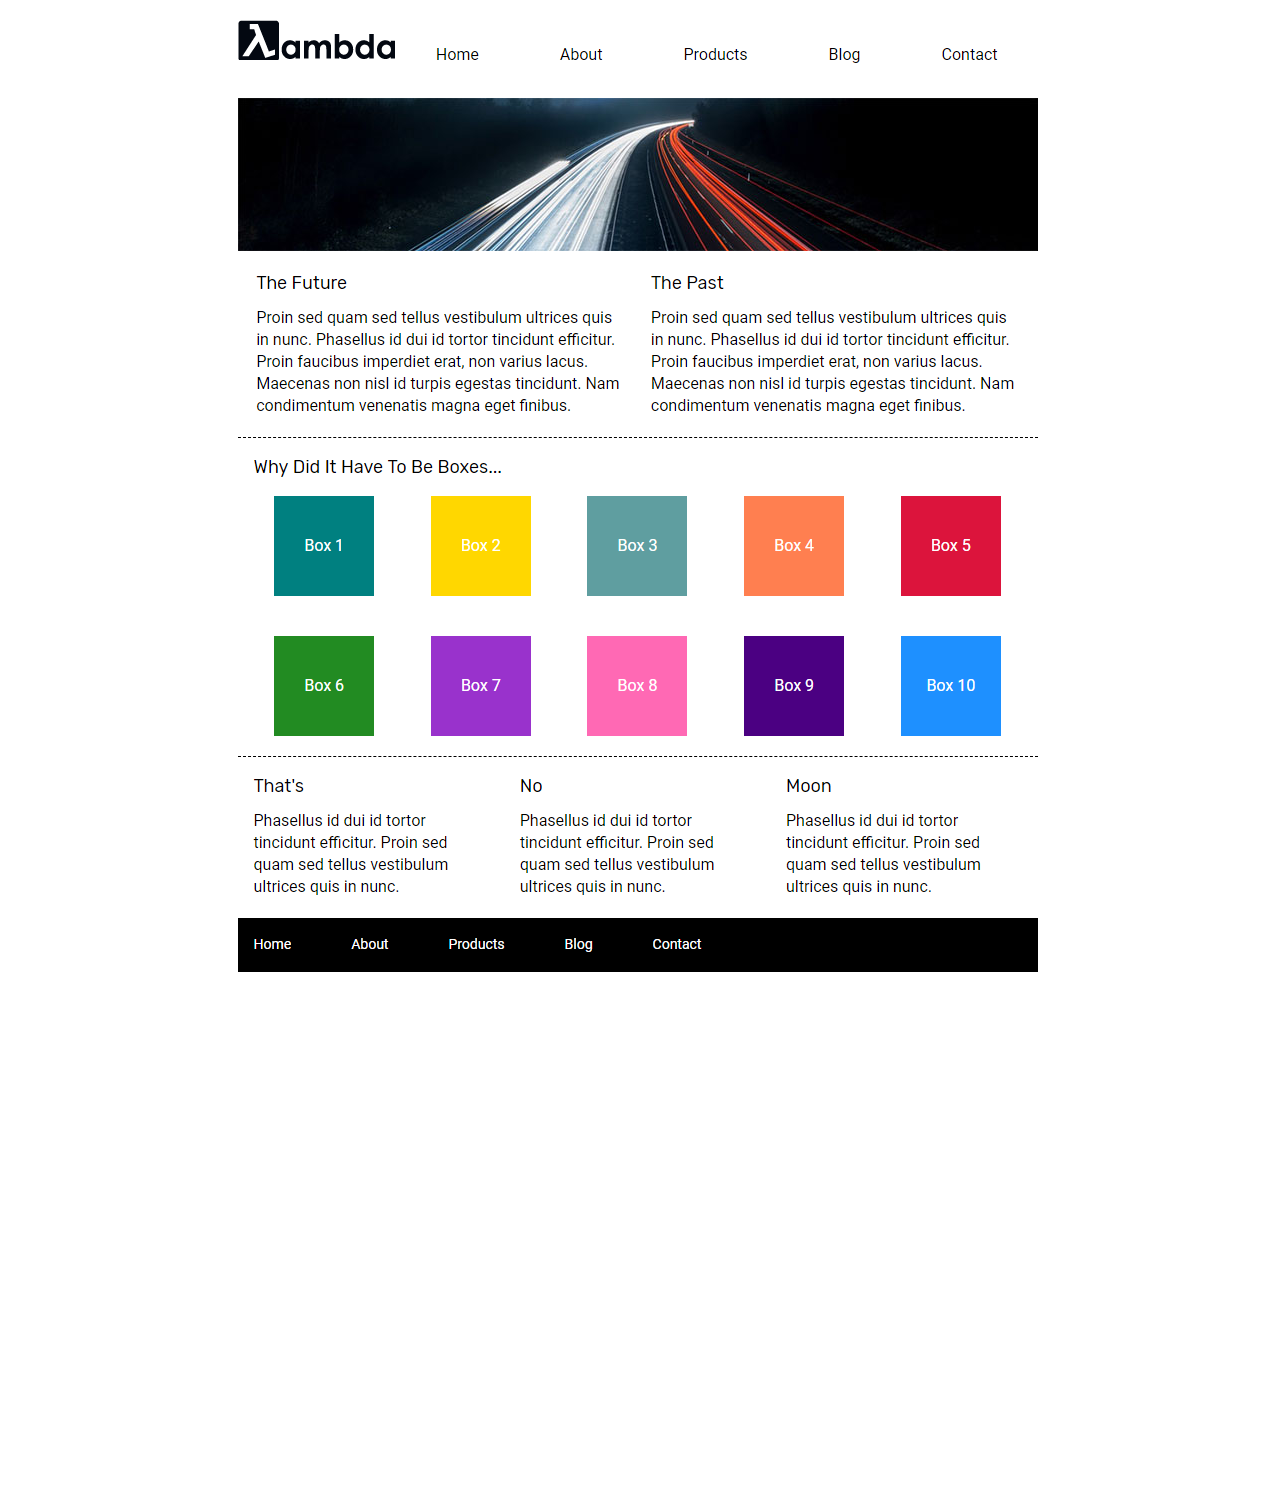 λambda
Home About Products Blog Contact
The Future
Proin sed quam sed tellus vestibulum ultrices quis
in nunc. Phasellus id dui id tortor tincidunt efficitur.
Proin faucibus imperdiet erat, non varius lacus.
Maecenas non nisl id turpis egestas tincidunt. Nam
condimentum venenatis magna eget finibus.
The Past
Proin sed quam sed tellus vestibulum ultrices quis
in nunc. Phasellus id dui id tortor tincidunt efficitur.
Proin faucibus imperdiet erat, non varius lacus.
Maecenas non nisl id turpis egestas tincidunt. Nam
condimentum venenatis magna eget finibus.
Why Did It Have To Be Boxes...
Box 1 Box 2 Box 3 Box 4 Box 5
Box 6 Box 7 Box 8 Box 9 Box 10
That's
Phasellus id dui id tortor
tincidunt efficitur. Proin sed
quam sed tellus vestibulum
ultrices quis in nunc.
No
Phasellus id dui id tortor
tincidunt efficitur. Proin sed
quam sed tellus vestibulum
ultrices quis in nunc.
Moon
Phasellus id dui id tortor
tincidunt efficitur. Proin sed
quam sed tellus vestibulum
ultrices quis in nunc.
Home About Products Blog Contact